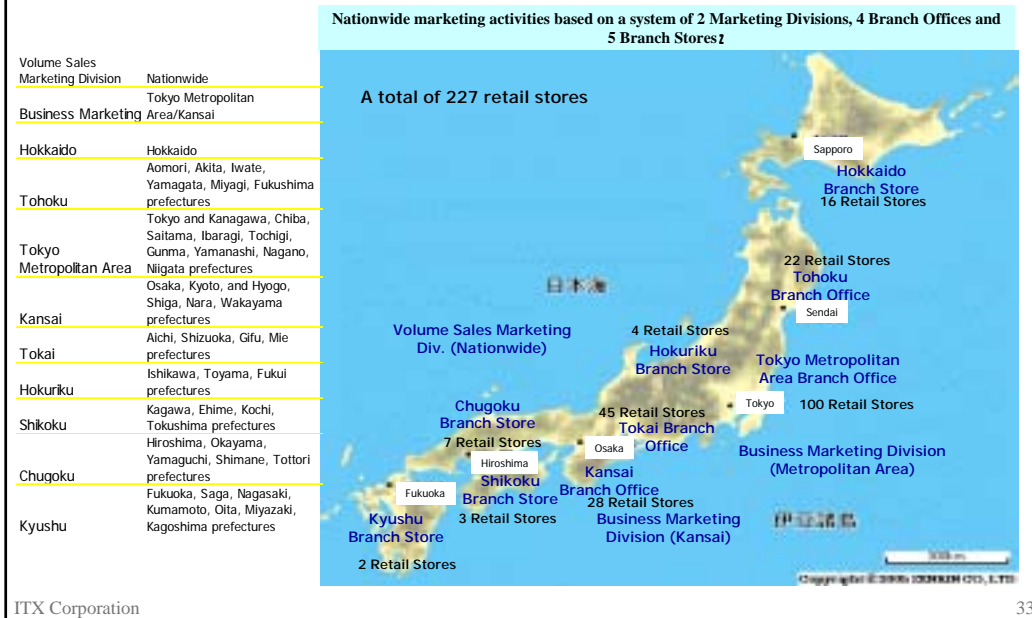 Nationwide marketing activities based on a system of 2 Marketing Divisions, 4 Branch Offices and
5 Branch Stores
Volume Sales
Marketing Division Nationwide
Business Marketing Tokyo Metropolitan
Area/Kansai
Hokkaido Hokkaido
Tohoku Aomori, Akita, Iwate,
Yamagata, Miyagi, Fukushima
prefectures
Tokyo
Metropolitan Area Tokyo and Kanagawa, Chiba,
Saitama, Ibaragi, Tochigi,
Gunma, Yamanashi, Nagano,
Niigata prefectures
Kansai Osaka, Kyoto, and Hyogo,
Shiga, Nara, Wakayama
prefectures
Tokai Aichi, Shizuoka, Gifu, Mie
prefectures
Hokuriku Ishikawa, Toyama, Fukui
prefectures
Shikoku Kagawa, Ehime, Kochi,
Tokushima prefectures
Chugoku Hiroshima, Okayama,
Yamaguchi, Shimane, Tottori
prefectures
Kyushu Fukuoka, Saga, Nagasaki,
Kumamoto, Oita, Miyazaki,
Kagoshima prefectures
A total of 227 retail stores
Sapporo
Hokkaido
Branch Store
16 Retail Stores
22 Retail Stores
Tohoku
Branch Office
Sendai
日本海
Volume Sales Marketing
Div. (Nationwide)
4 Retail Stores
Hokuriku
Branch Store
Tokyo Metropolitan
Area Branch Office
Tokyo
100 Retail Stores
Chugoku
Branch Store
7 Retail Stores
Hiroshima
45 Retail Stores
Tokai Branch
Office
Osaka
Business Marketing Division
(Metropolitan Area)
Fukuoka
Shikoku
Branch Store
3 Retail Stores
Kansai
Branch Office
28 Retail Stores
Business Marketing
Division (Kansai)
Kyushu
Branch Store
2 Retail Stores
伊豆諸島
ITX Corporation
33